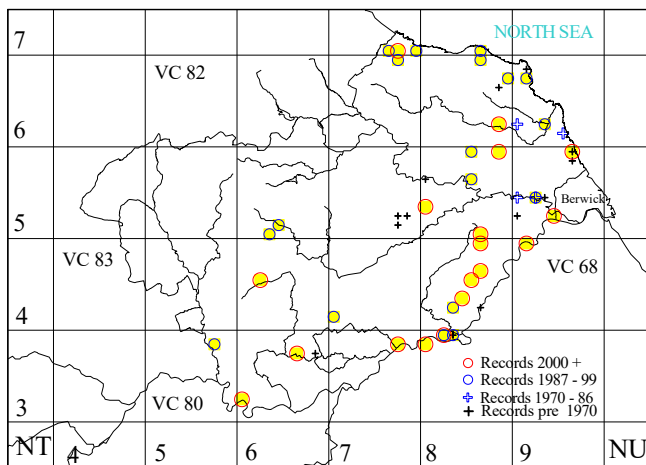 NORTH SEA
7
VC 82
6
Berwick
5
VC 83
VC 68
4
Records 2000 +
Records 1987 - 99
Records 1970 - 86
VC 80
Records pre 1970
3
NT 4 5 6 7 8 9 NU